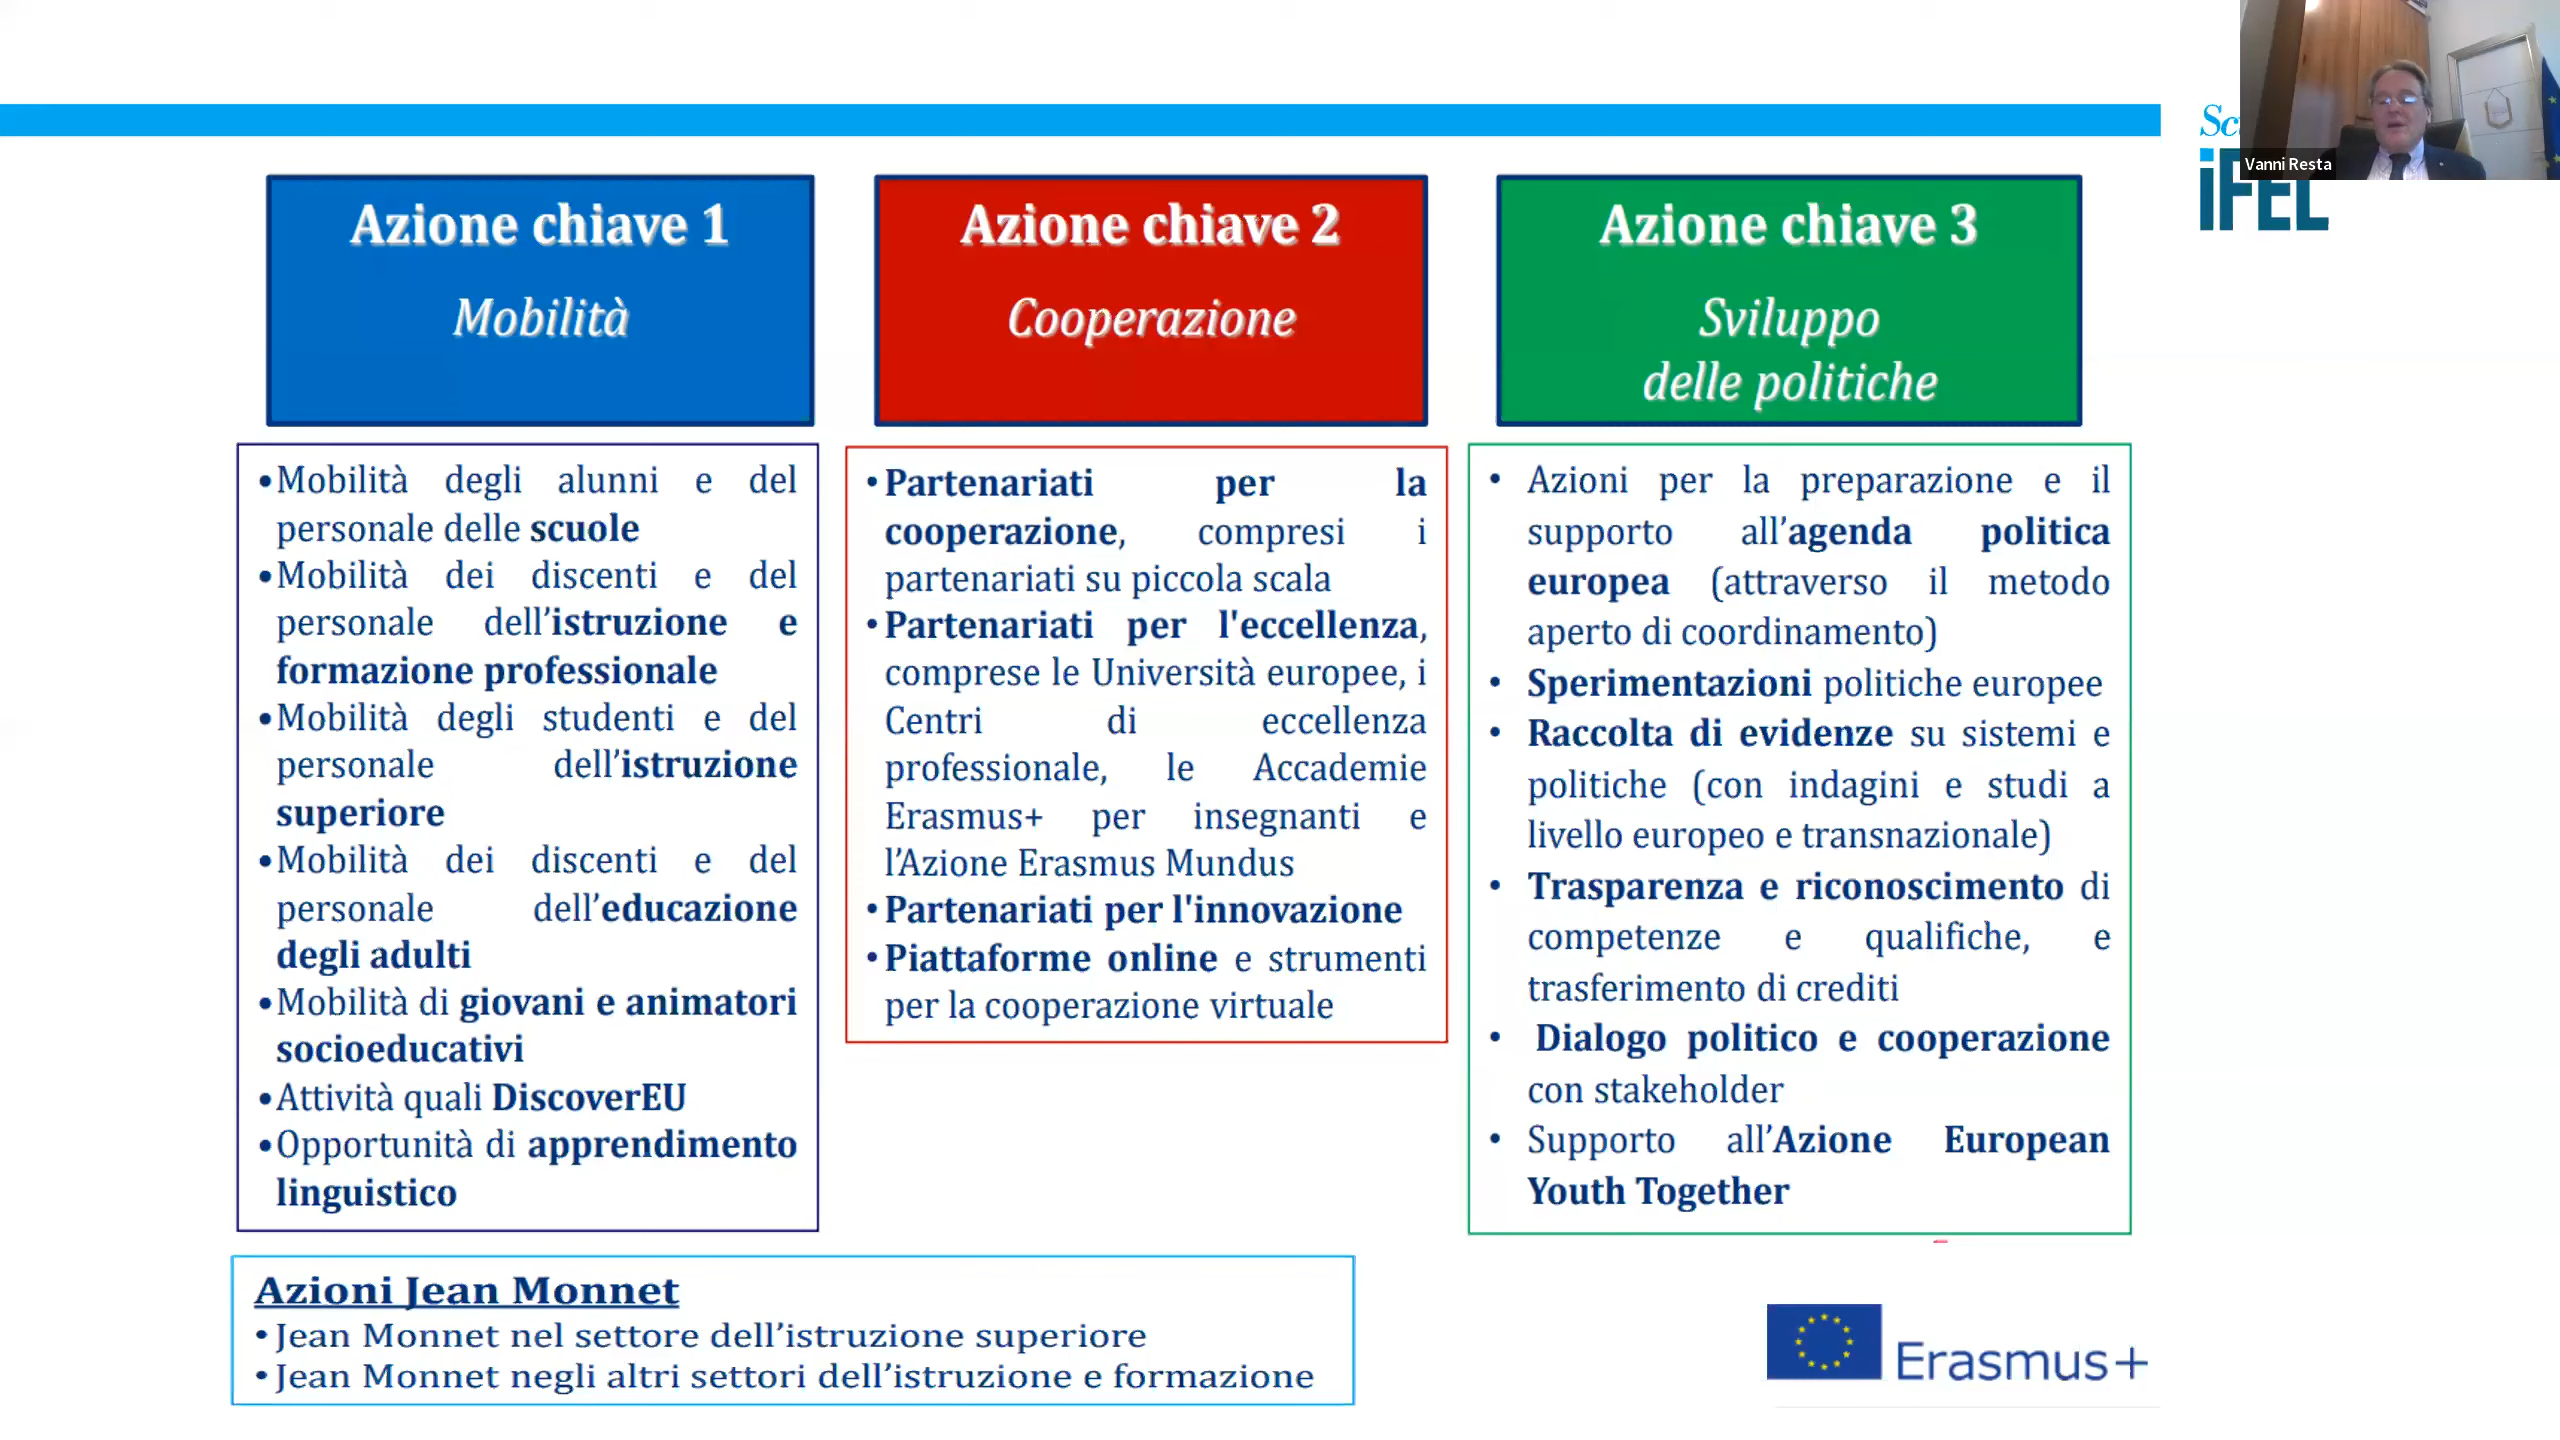 Vanni Resta
iFEL
Azione chiave 1
Mobilità
•Mobilità degli alunni e del
personale delle scuole
•Mobilità dei discenti e del
personale dell’istruzione e
formazione professionale
•Mobilità degli studenti e del
personale dell’istruzione
superiore
•Mobilità dei discenti e del
personale dell’educazione
degli adulti
•Mobilità di giovani e animatori
socioeducativi
•Attività quali DiscoverEU
•Opportunità di apprendimento
linguistico
Azione chiave 2
Cooperazione
•Partenariati per la
cooperazione, compresi i
partenariati su piccola scala
•Partenariati per l'eccellenza,
comprese le Università europee, i
Centri di eccellenza
professionale, le Accademie
Erasmus+ per insegnanti e
l’Azione Erasmus Mundus
•Partenariati per l'innovazione
•Piattaforme online e strumenti
per la cooperazione virtuale
Azione chiave 3
Sviluppo
delle politiche
• Azioni per la preparazione e il
supporto all’agenda politica
europea (attraverso il metodo
aperto di coordinamento)
• Sperimentazioni politiche europee
• Raccolta di evidenze su sistemi e
politiche (con indagini e studi a
livello europeo e transnazionale)
• Trasparenza e riconoscimento di
competenze e qualifiche, e
trasferimento di crediti
• Dialogo politico e cooperazione
con stakeholder
• Supporto all’Azione European
Youth Together
Azioni Jean Monnet
•Jean Monnet nel settore dell’istruzione superiore
•Jean Monnet negli altri settori dell’istruzione e formazione
Erasmus+